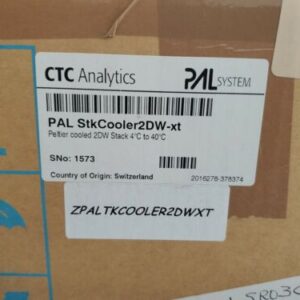 CTC Analytics
PAL SYSTEM
PAL StkCooler2DW-xt
Peltier cooled 2DW Stack 4°C to 40°C
SNo: 1573
Country of Origin: Switzerland
2016276-378374
ZPALTKCOOLER2DWXT